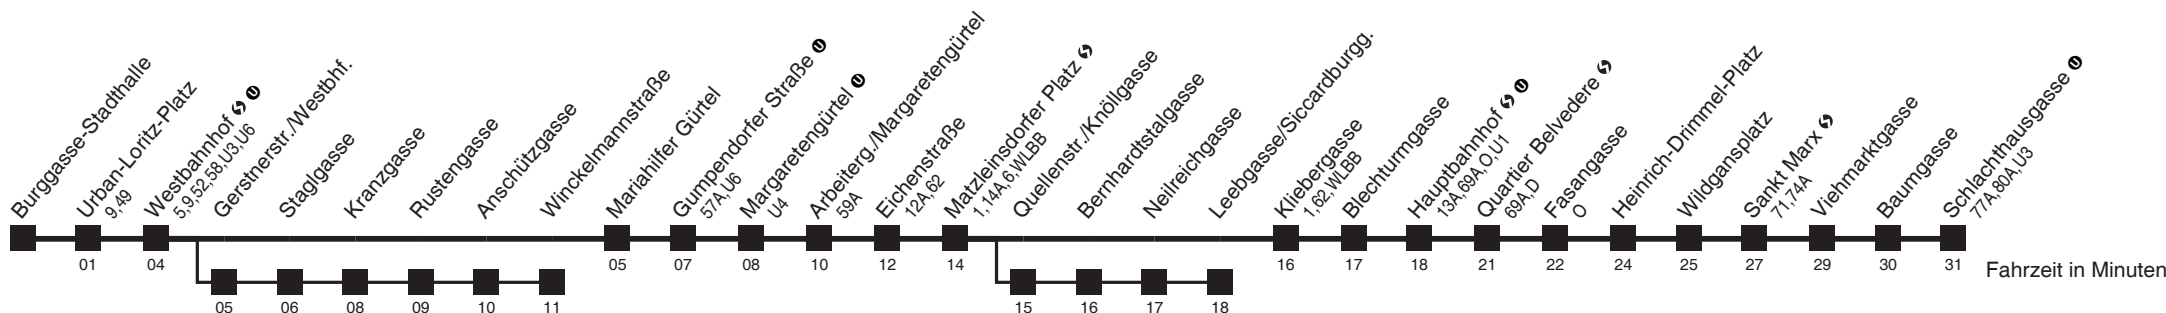 Burggasse-Stadthalle
Urban-Loritz-Platz
9,49
Westbahnhof
5,9,52,58,U3,U6
Gerstnerstr./Westbhf.
Staglgasse
Kranzgasse
Rustengasse
Anschützgasse
Winckelmannstraße
Mariahilfer Gürtel
Gumpendorfer Straße U
57A,U6
Margaretengürtel U
U4
Arbeiterg./Margaretengürtel
59A
Eichenstraße
12A,62
Matzleinsdorfer Platz
1,14A,6,WLBB
Quellenstr./Knöllgasse
Bernhardtstalgasse
Neilreichgasse
Leebgasse/Siccardburgg.
Kliebergasse
1,62,WLBB
Blechturmgasse
Hauptbahnhof U
13A,69A,O,U1
Quartier Belvedere
69A,D
Fasangasse
O
Heinrich-Drimmel-Platz
Wildgansplatz
Sankt Marx
71,74A
Viehmarktgasse
Baumgasse
Schlachthausgasse U
77A,80A,U3
01 04 05 07 08 10 12 14 16 17 18 21 22 24 25 27 29 30 31
Fahrzeit in Minuten
05 06 08 09 10 11 15 16 17 18